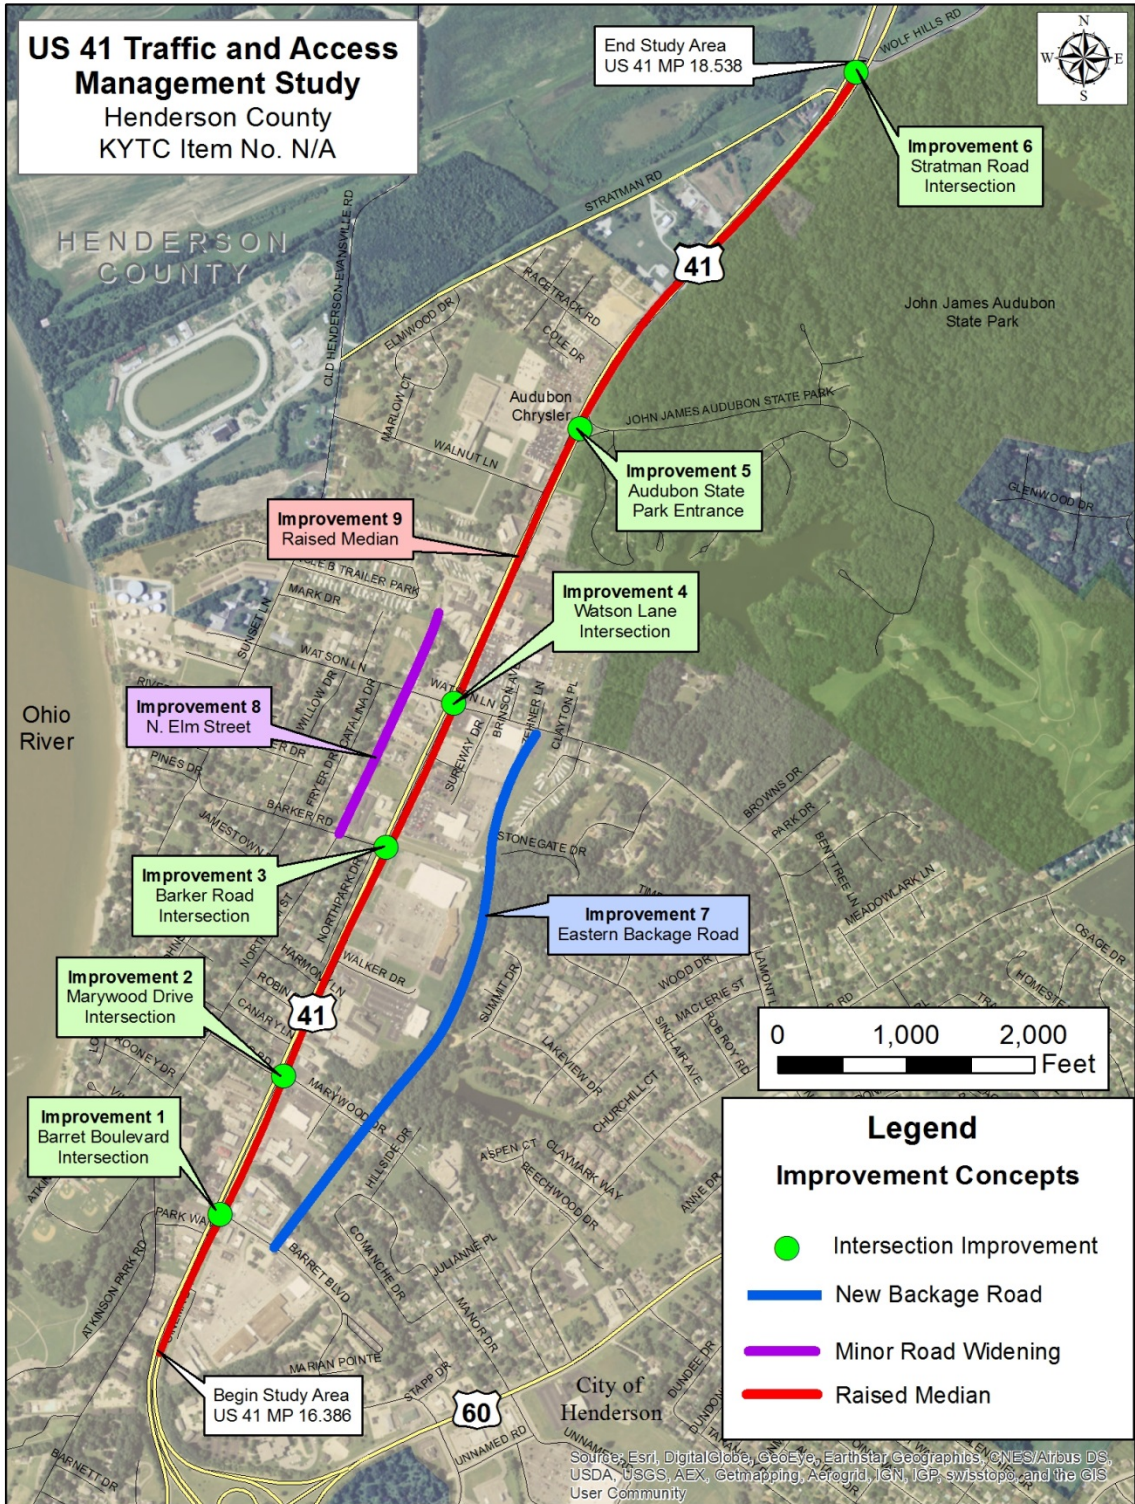 US 41 Traffic and Access
Management Study
Henderson County
KYTC Item No. N/A
End Study Area
US 41 MP 18.538
WOLF HILLS RD
N
W
E
S
Improvement 6
Stratman Road
Intersection
STRATMAN RD
HENDERSON
COUNTY
OLD HENDERSON-EVANSVILLE RD
41
RACETRACK RD
COLE DR
ELMWOOD DR
MARLOW CT
John James Audubon
State Park
Audubon
Chrysler
JOHN JAMES AUDUBON STATE PARK
WALNUT LN
Improvement 5
Audubon State
Park Entrance
GLENWOOD DR
Improvement 9
Raised Median
B TRAILER PARK
MARK DR
SUNSET LN
Improvement 4
Watson Lane
Intersection
WATSON LN
WATSON LN
BRINSON AVE
ZEHNER LN
CLAYTON PL
WILLOW DR
CATALINA DR
Improvement 8
N. Elm Street
Ohio
River
PINES DR
FRYER DR
SUREWAY DR
BARKER RD
JAMESTOWN
STONEGATE DR
BROWNS DR
PARK DR
BENT TREE LN
MEADOWLARK LN
OSAGE DR
Improvement 3
Barker Road
Intersection
NORTHPARK DR
Improvement 7
Eastern Backage Road
HARMONY LN
WALKER DR
ROBIN
CANARY LN
SUMMIT DR
WOOD DR
MACLERIE ST
LAMONT L
Improvement 2
Marywood Drive
Intersection
41
ROONEY DR
MARYWOOD DR
SINCLAIR AVE
ROB ROY RD
LAKEVIEW DR
CHURCHILL CT
0 1,000 2,000
Feet
Improvement 1
Barret Boulevard
Intersection
HILLSIDE DR
ASPEN CT
CLAYMARK WAY
BEECHWOOD DR
ANNE DR
PARK WA
ATKINSON PARK RD
BARRET BLVD
COMANCHE DR
JULIANNE PL
MANOR DR
MARIAN POINTE
STAPP DR
Begin Study Area
US 41 MP 16.386
60
City of
Henderson
DUNDEE DR
UNNAMED RD
BARNETT DR
Legend
Improvement Concepts
Intersection Improvement
New Backage Road
Minor Road Widening
Raised Median
Source: Esri, DigitalGlobe, GeoEye, Earthstar Geographics, CNES/Airbus DS,
USDA, USGS, AEX, Getmapping, Aerogrid, IGN, IGP, swisstopo, and the GIS
User Community